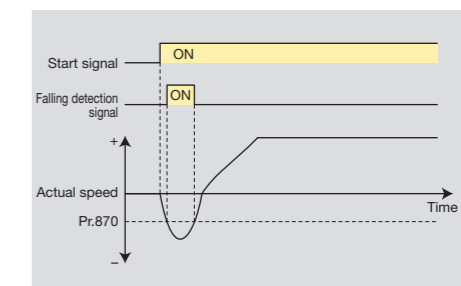 ON
Start signal
ON
Falling detection
signal
+
Actual speed
Time
Pr.870
−